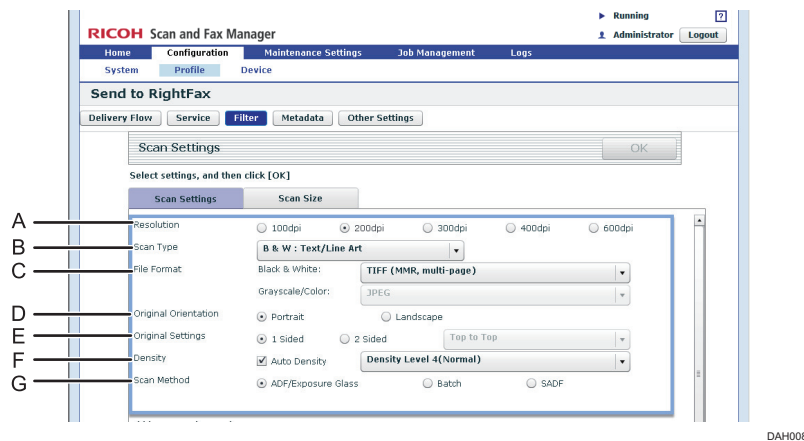 Running ?
RICOH Scan and Fax Manager
Administrator Logout
Home Configuration Maintenance Settings Job Management Logs
System Profile Device
Send to RightFax
Delivery Flow Service Filter Metadata Other Settings
Scan Settings OK
Select settings, and then click [OK]
Scan Settings Scan Size
A Resolution 100dpi 200dpi 300dpi 400dpi 600dpi
B Scan Type B & W : Text/Line Art
C File Format Black & White: TIFF (MMR, multi-page)
Grayscale/Color: JPEG
D Original Orientation Portrait Landscape
E Original Settings 1 Sided 2 Sided Top to Top
F Density Auto Density Density Level 4(Normal)
G Scan Method ADF/Exposure Glass Batch SADF
DAH008